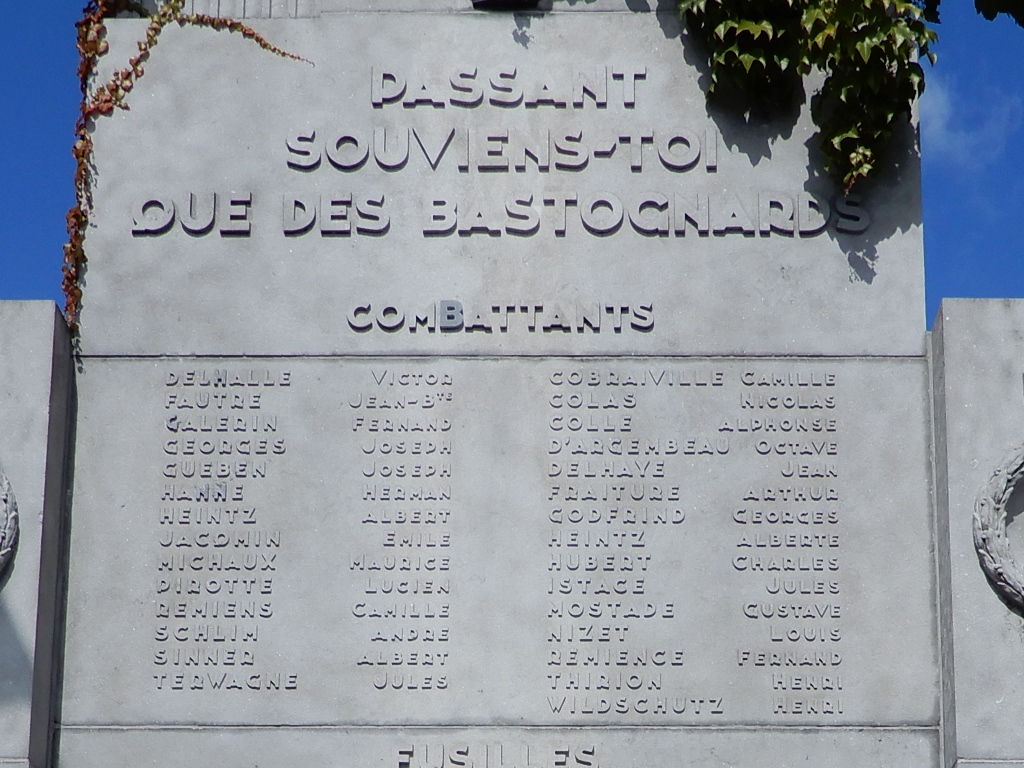 PASSANT
SOUVIENS-TOI
QUE DES BASTOGNARDS
COMBATTANTS
DELHALLE VICTOR
FAUTRE JEAN-BTE
GALERIN FERNAND
GEORGES JOSEPH
GUEBEN JOSEPH
HANNE HERMAN
HEINTZ ALBERT
JACOMIN EMILE
MICHAUX MAURICE
PIROTTE LUCIEN
REMIENS CAMILLE
SCHLIM ANDRE
SINNER ALBERT
TERWAGNE JULES
COBRAIVILLE CAMILLE
COLAS NICOLAS
COLLE ALPHONSE
D'ARGEMBEAU OCTAVE
DELHAYE JEAN
FRAITURE ARTHUR
GODFRIND GEORGES
HEINTZ ALBERTE
HUBERT CHARLES
ISTACE JULES
MOSTADE GUSTAVE
NIZET LOUIS
REMIENCE FERNAND
THIRION HENRI
WILDSCHUTZ HENRI
FUSILLES